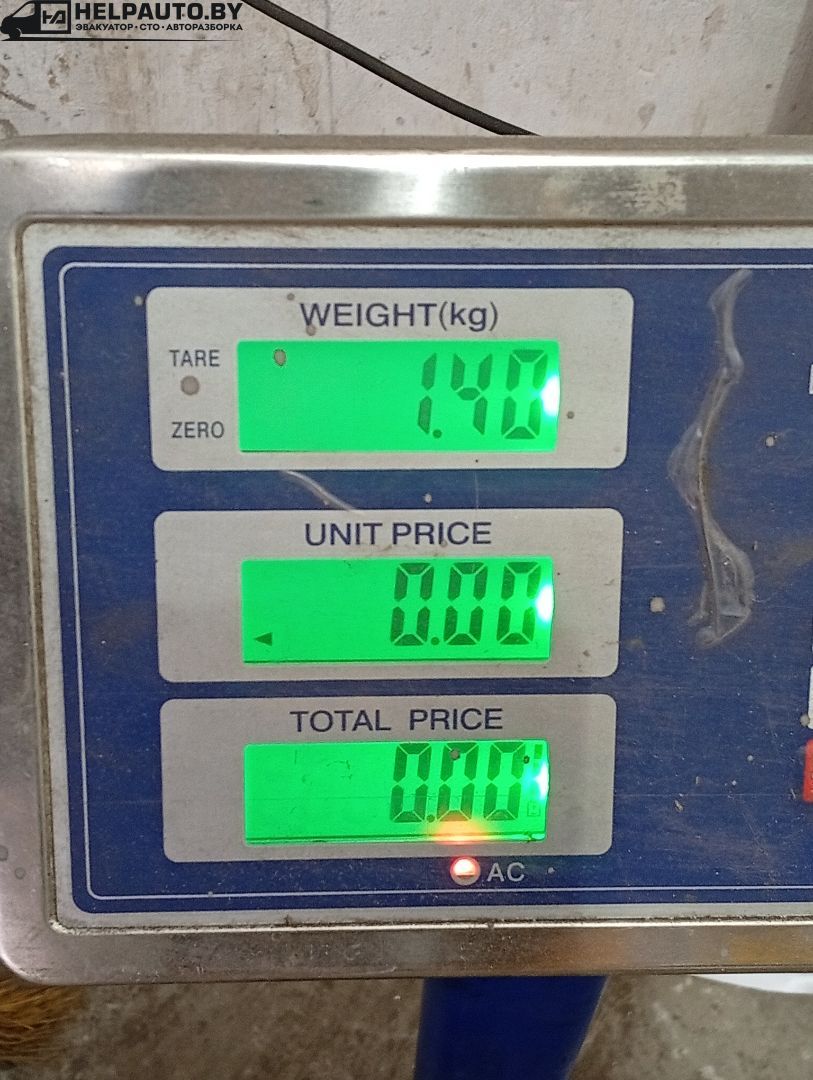 HELPAUTO.BY
ЭВАКУАТОР · СТО · АВТОРАЗБОРКА
WEIGHT(kg)
TARE
1.40
ZERO
UNIT PRICE
0.00
TOTAL PRICE
0.00
AC